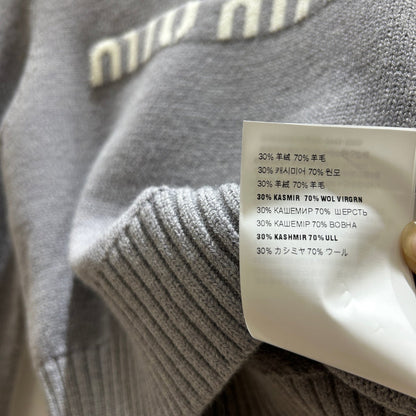 miu miu
30% 羊絨 70% 羊毛
30% 캐시미어 70% 원모
30% 羊绒 70% 羊毛
30% KASMIR 70% WOL VIRGRN
30% КАШЕМИР 70% ШЕРСТЬ
30% КАШЕМІР 70% ВОВНА
30% KASHMIR 70% ULL
30% カシミヤ 70% ウール